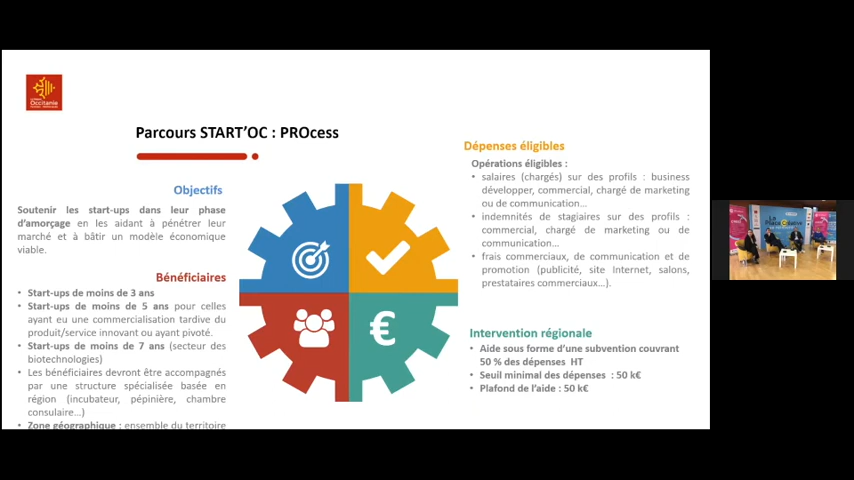 Occitanie
Parcours START'OC : PROcess
Objectifs
Soutenir les start-ups dans leur phase
d'amorçage en les aidant à pénétrer leur
marché et à bâtir un modèle économique
viable.
Bénéficiaires
• Start-ups de moins de 3 ans
• Start-ups de moins de 5 ans pour celles
ayant eu une commercialisation tardive du
produit/service innovant ou ayant pivoté.
• Start-ups de moins de 7 ans (secteur des
biotechnologies)
• Les bénéficiaires devront être accompagnés
par une structure spécialisée basée en
région (incubateur, pépinière, chambre
consulaire…)
• Zone géographique : ensemble du territoire
€
Dépenses éligibles
Opérations éligibles :
• salaires (chargés) sur des profils : business
développer, commercial, chargé de marketing
ou de communication…
• indemnités de stagiaires sur des profils :
commercial, chargé de marketing ou de
communication…
• frais commerciaux, de communication et de
promotion (publicité, site Internet, salons,
prestataires commerciaux…).
Intervention régionale
• Aide sous forme d'une subvention couvrant
50 % des dépenses HT
• Seuil minimal des dépenses : 50 k€
• Plafond de l'aide : 50 k€